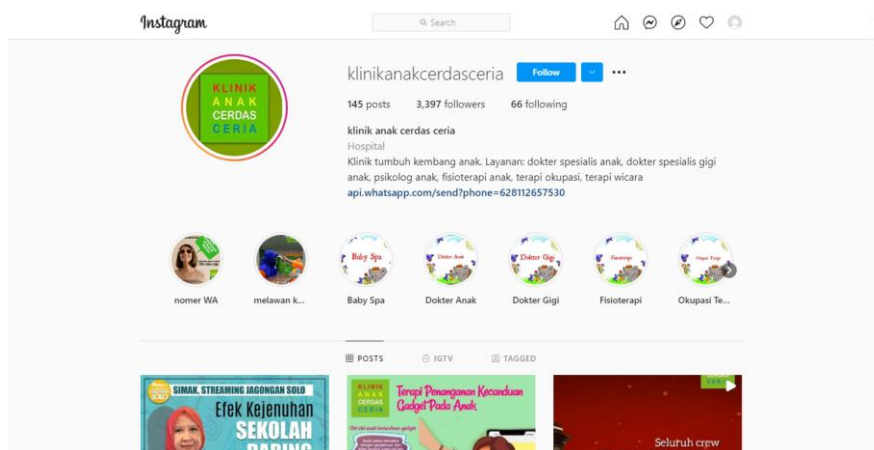 Instagram
Search
KLINIK
ANAK
CERDAS
CERIA
klinikanakcerdasceria Follow
145 posts 3,397 followers 66 following
klinik anak cerdas ceria
Hospital
Klinik tumbuh kembang anak. Layanan: dokter spesialis anak, dokter spesialis gigi
anak, psikolog anak, fisioterapi anak, terapi okupasi, terapi wicara
api.whatsapp.com/send?phone=628112657530
Baby Spa Dokter Anak Dokter Gigi Fisioterapi
nomer WA melawan k... Baby Spa Dokter Anak Dokter Gigi Fisioterapi Okupasi Te...
POSTS IGTV TAGGED
SIMAK, STREAMING JAGONGAN SOLO
SOLO
Efek Kejenuhan
SEKOLAH
DARING
KLINIK
ANAK
CERDAS
CERIA
Terapi Penanganan Kecanduan
Gadget Pada Anak
CERIA
Seluruh crew